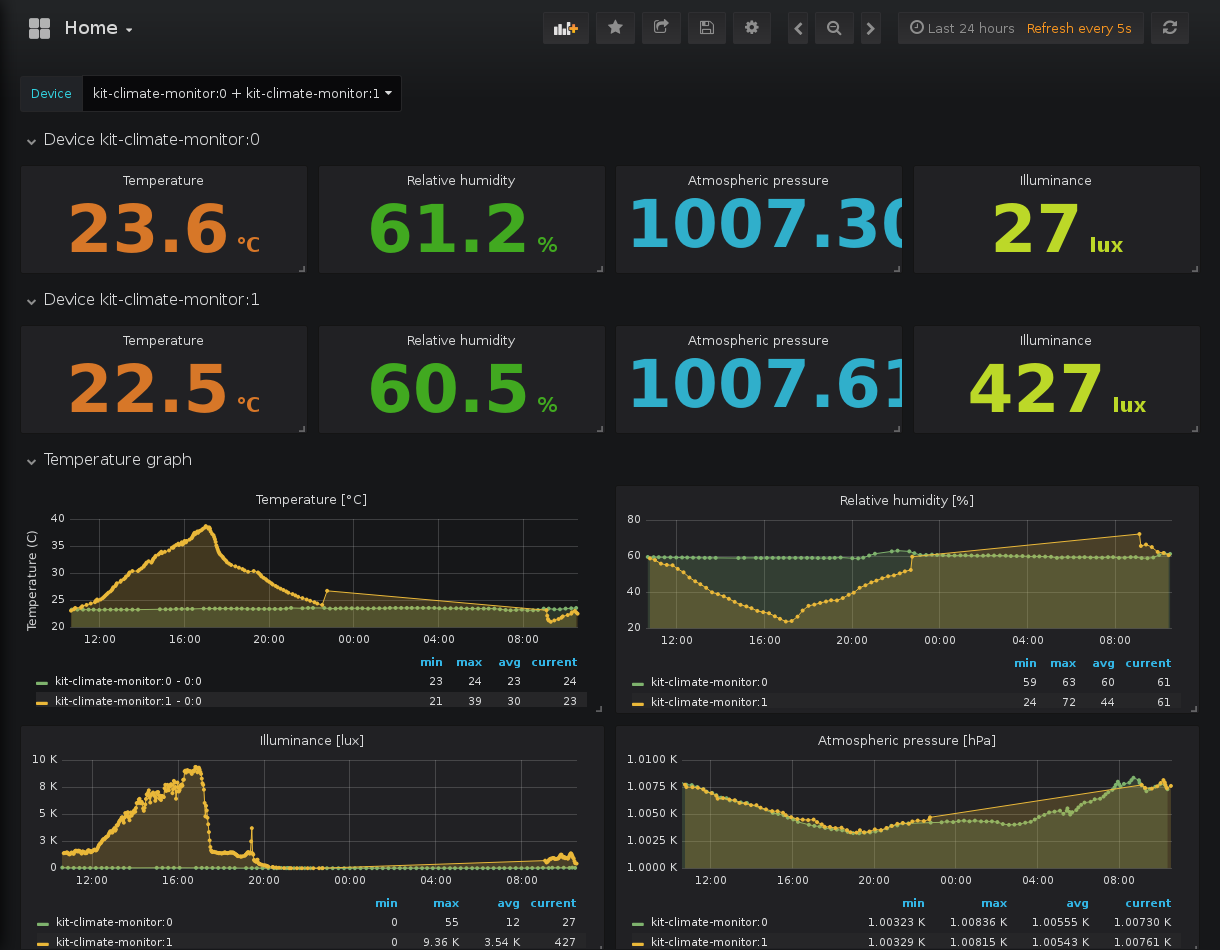 Home
Last 24 hours Refresh every 5s
Device kit-climate-monitor:0 + kit-climate-monitor:1
Device kit-climate-monitor:0
Temperature Relative humidity Atmospheric pressure Illuminance
23.6 °C 61.2 % 1007.30 27 lux
Device kit-climate-monitor:1
Temperature Relative humidity Atmospheric pressure Illuminance
22.5 °C 60.5 % 1007.61 427 lux
Temperature graph
Temperature [°C]
Temperature (C)
40
35
30
25
20
12:00 16:00 20:00 00:00 04:00 08:00
min max avg current
kit-climate-monitor:0 - 0:0 23 24 23 24
kit-climate-monitor:1 - 0:0 21 39 30 23
Relative humidity [%]
80
60
40
20
12:00 16:00 20:00 00:00 04:00 08:00
min max avg current
kit-climate-monitor:0 59 63 60 61
kit-climate-monitor:1 24 72 44 61
Illuminance [lux]
10 K
8 K
5 K
3 K
0
12:00 16:00 20:00 00:00 04:00 08:00
min max avg current
kit-climate-monitor:0 0 55 12 27
kit-climate-monitor:1 0 9.36 K 3.54 K 427
Atmospheric pressure [hPa]
1.0100 K
1.0075 K
1.0050 K
1.0025 K
1.0000 K
12:00 16:00 20:00 00:00 04:00 08:00
min max avg current
kit-climate-monitor:0 1.00323 K 1.00836 K 1.00555 K 1.00730 K
kit-climate-monitor:1 1.00329 K 1.00815 K 1.00543 K 1.00761 K